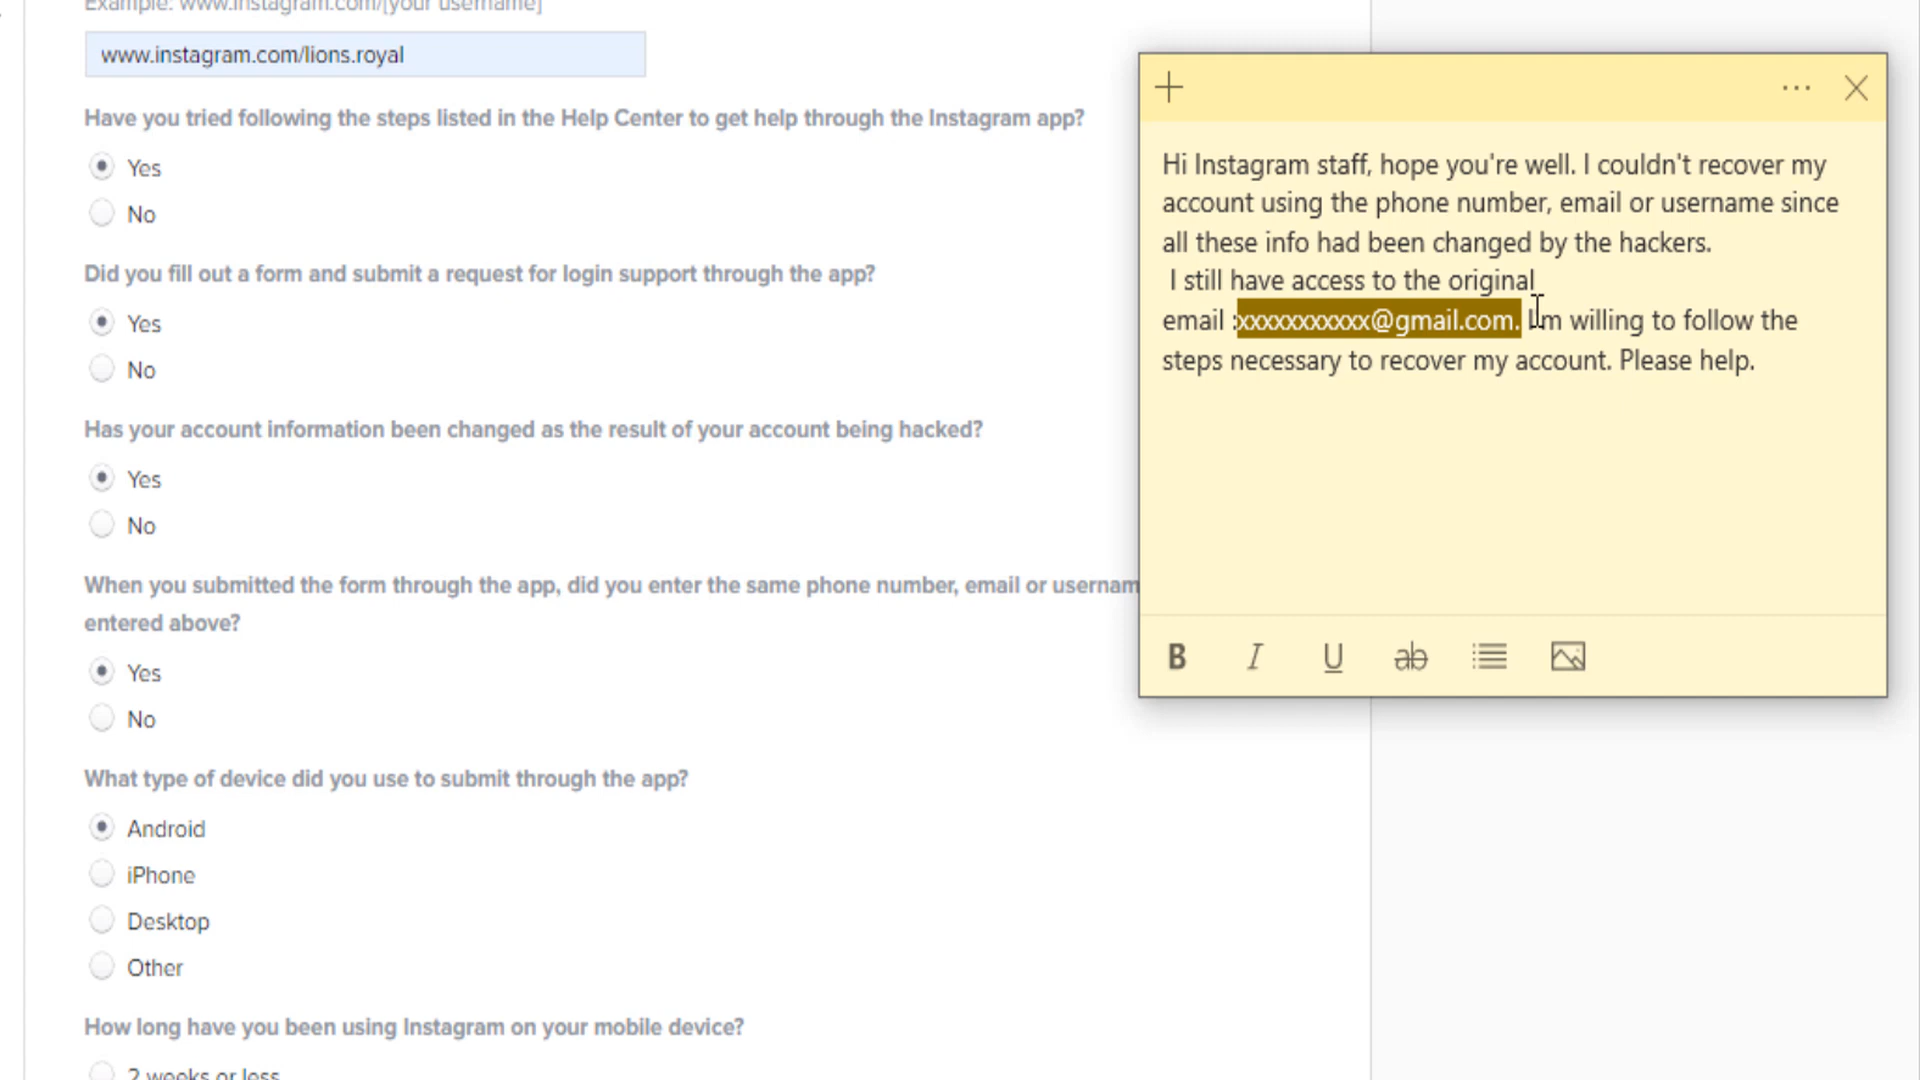 Example: www.instagram.com/[your username]
www.instagram.com/lions.royal
Have you tried following the steps listed in the Help Center to get help through the Instagram app?
Yes
No
Did you fill out a form and submit a request for login support through the app?
Yes
No
Has your account information been changed as the result of your account being hacked?
Yes
No
When you submitted the form through the app, did you enter the same phone number, email or usernam
entered above?
Yes
No
What type of device did you use to submit through the app?
Android
iPhone
Desktop
Other
How long have you been using Instagram on your mobile device?
2 weeks or less
Hi Instagram staff, hope you're well. I couldn't recover my
account using the phone number, email or username since
all these info had been changed by the hackers.
I still have access to the original
email :xxxxxxxxxxx@gmail.com. I'm willing to follow the
steps necessary to recover my account. Please help.
B I U ab